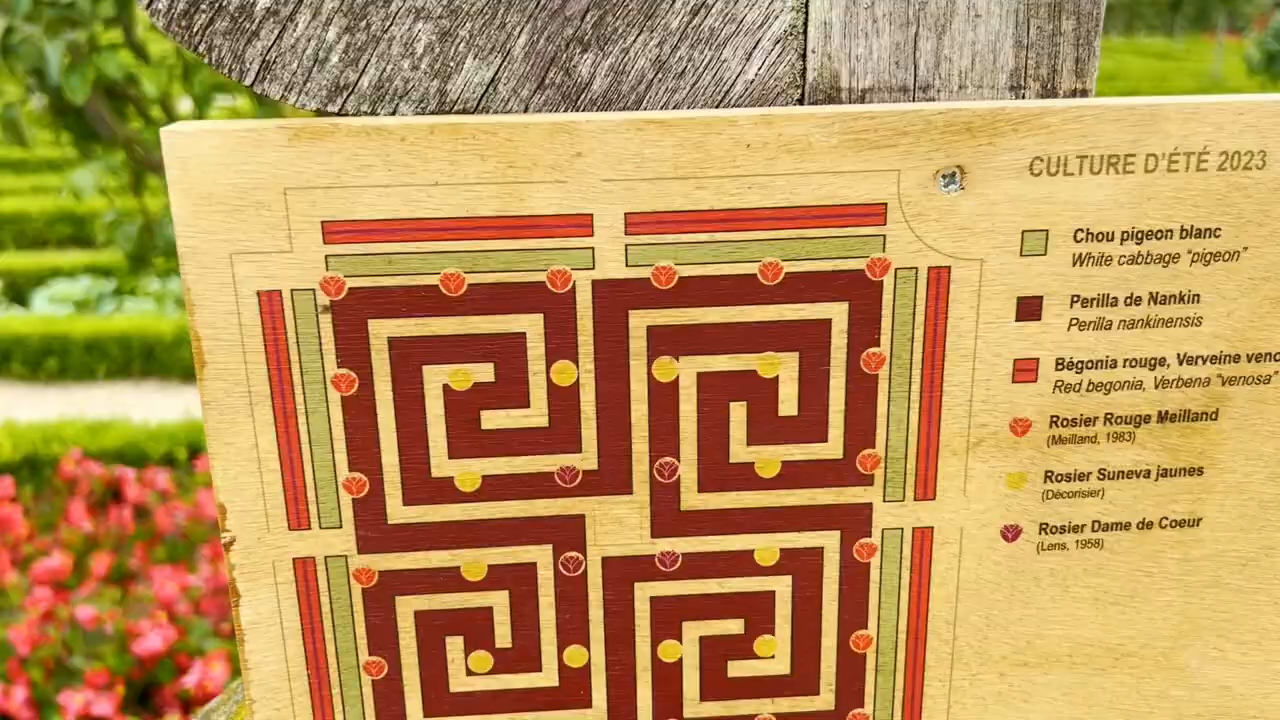 CULTURE D'ÉTÉ 2023
Chou pigeon blanc
White cabbage "pigeon"
Perilla de Nankin
Perilla nankinensis
Bégonia rouge, Verveine
Red begonia, Verbena "venosa"
Rosier Rouge Meilland
(Meilland, 1983)
Rosier Suneva jaunes
(Décorisier)
Rosier Dame de Coeur
(Lens, 1958)